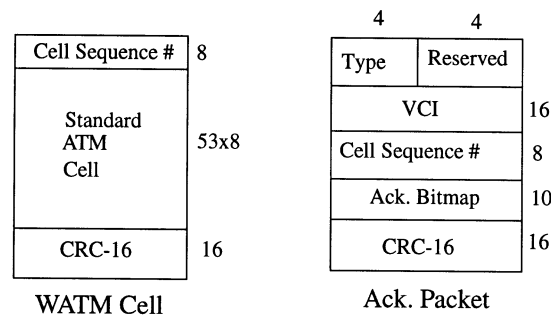 Cell Sequence # 8
Standard
ATM
Cell
53x8
CRC-16 16
WATM Cell
4 4
Type Reserved
VCI 16
Cell Sequence # 8
Ack. Bitmap 10
CRC-16 16
Ack. Packet